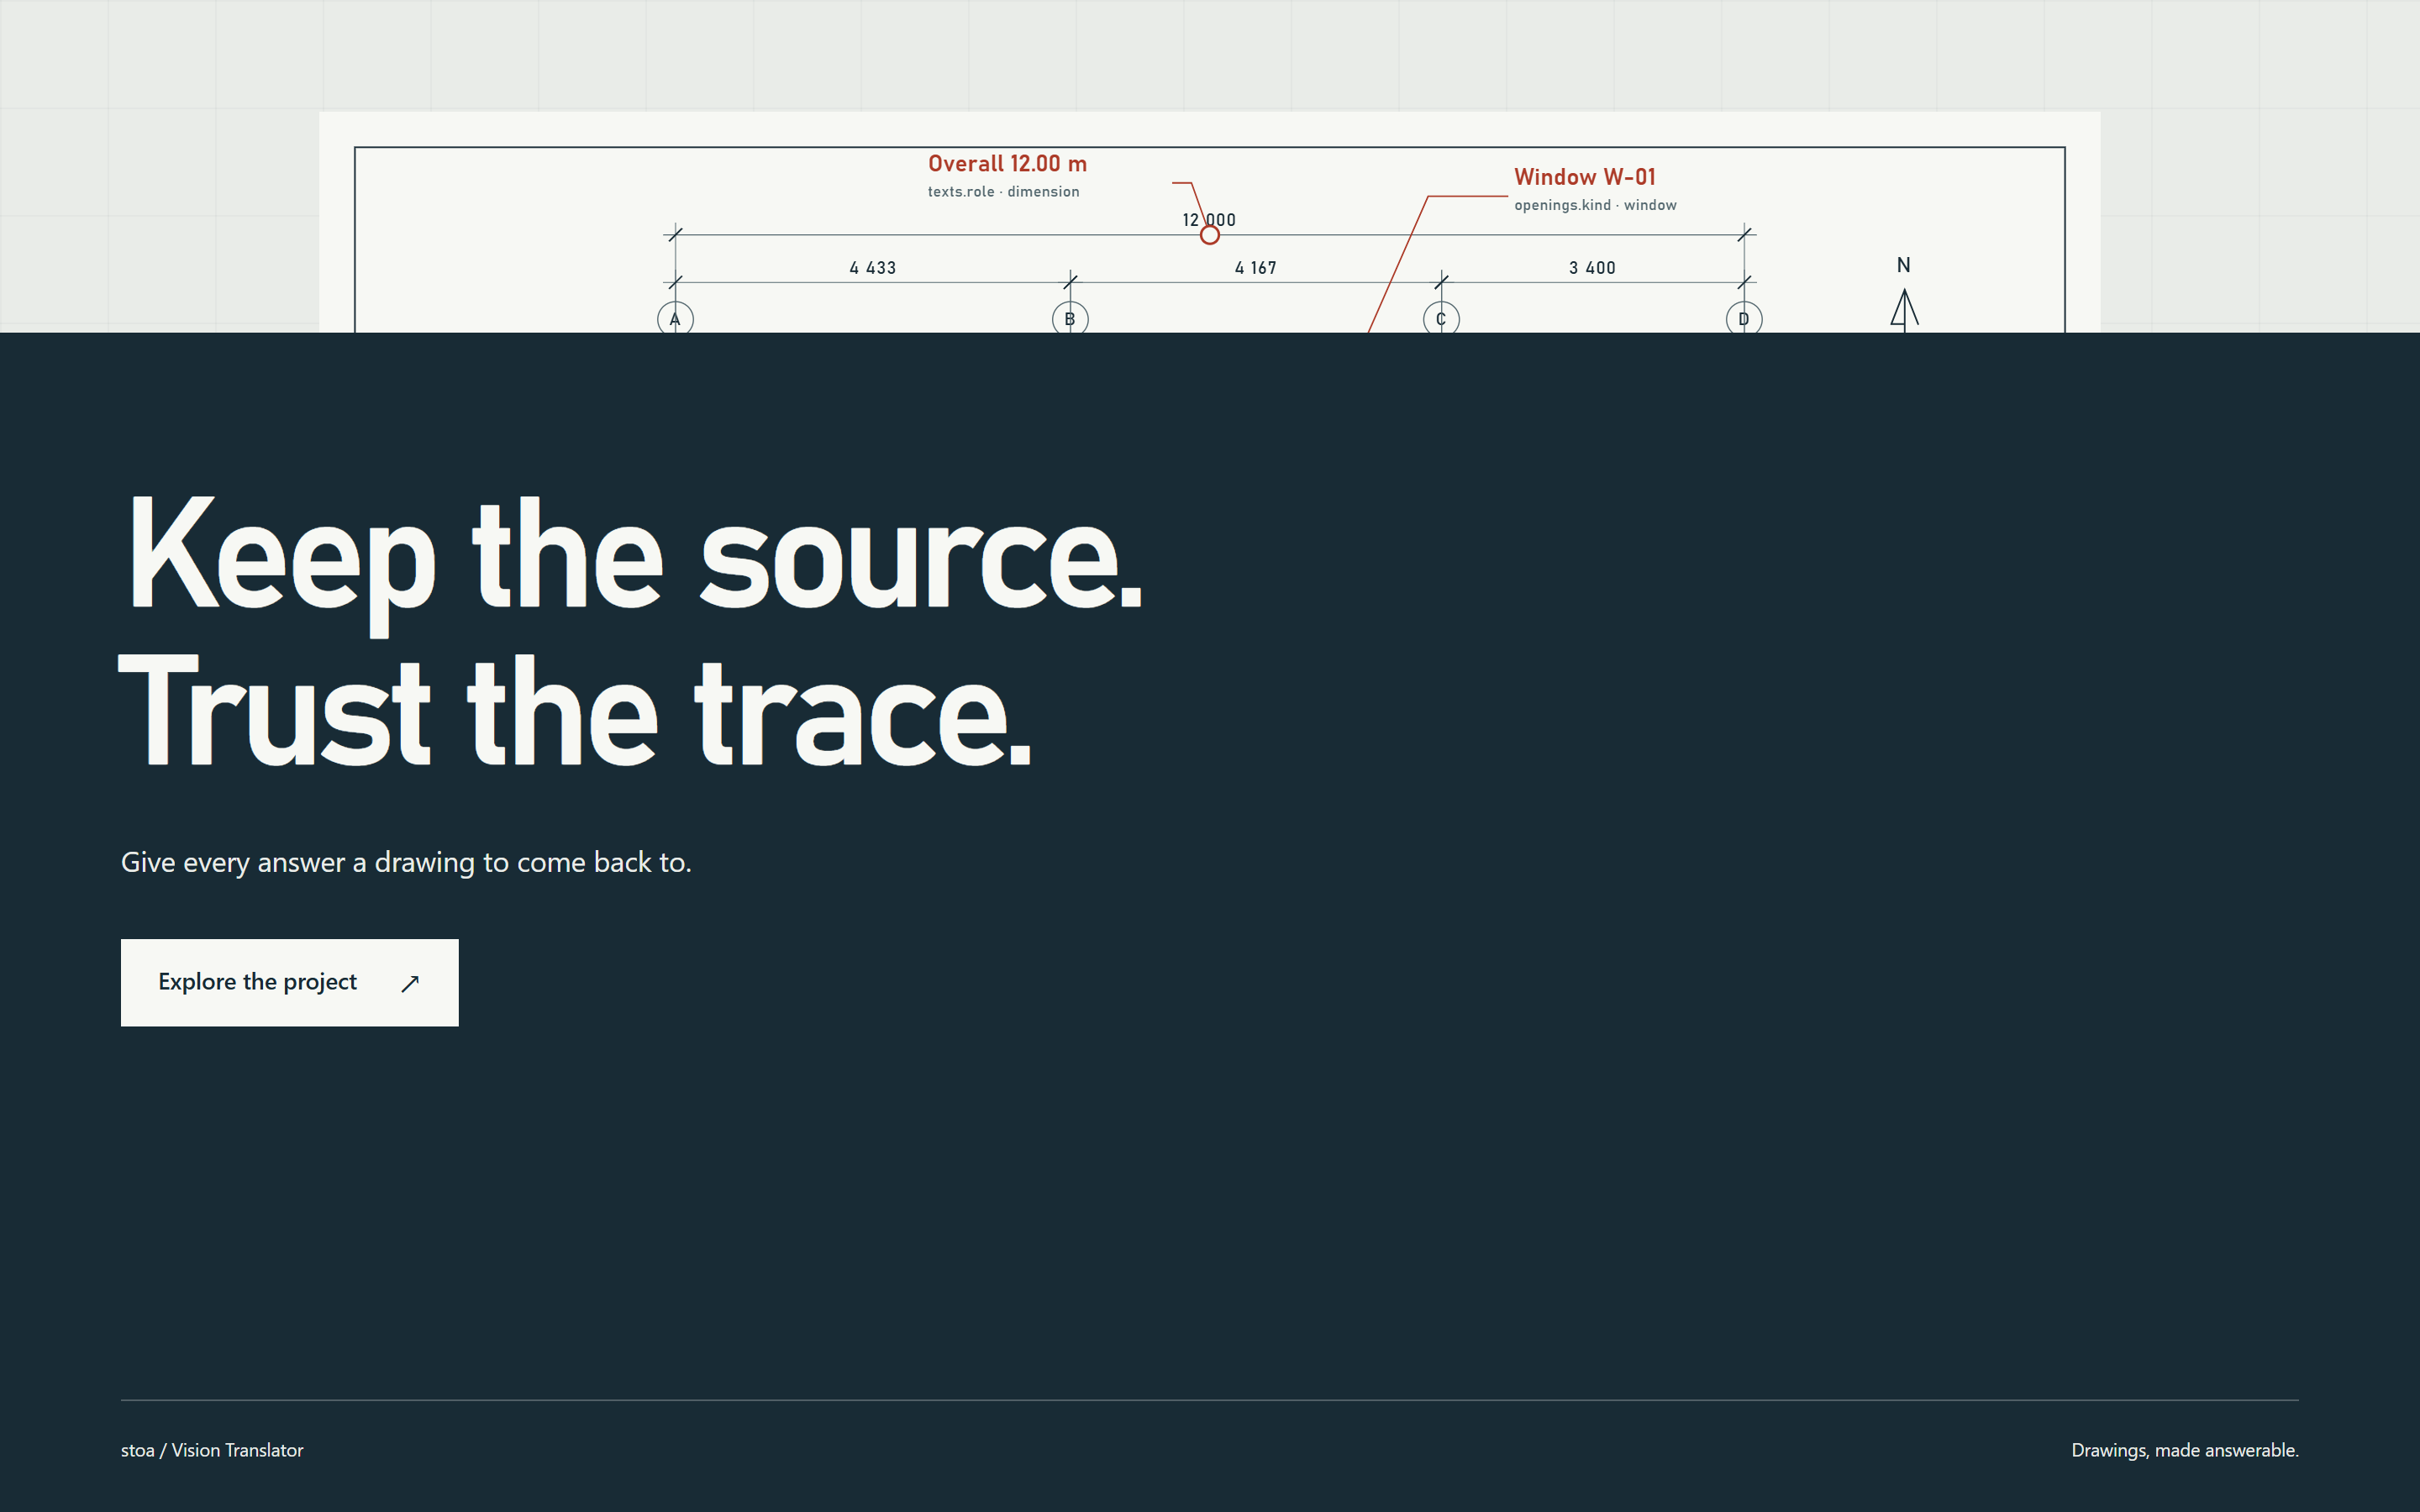 Overall 12.00 m
texts.role · dimension
Window W-01
openings.kind · window
12 000
4 433
4 167
3 400
N
A
B
C
D
Keep the source.
Trust the trace.
Give every answer a drawing to come back to.
Explore the project ↗
stoa / Vision Translator
Drawings, made answerable.